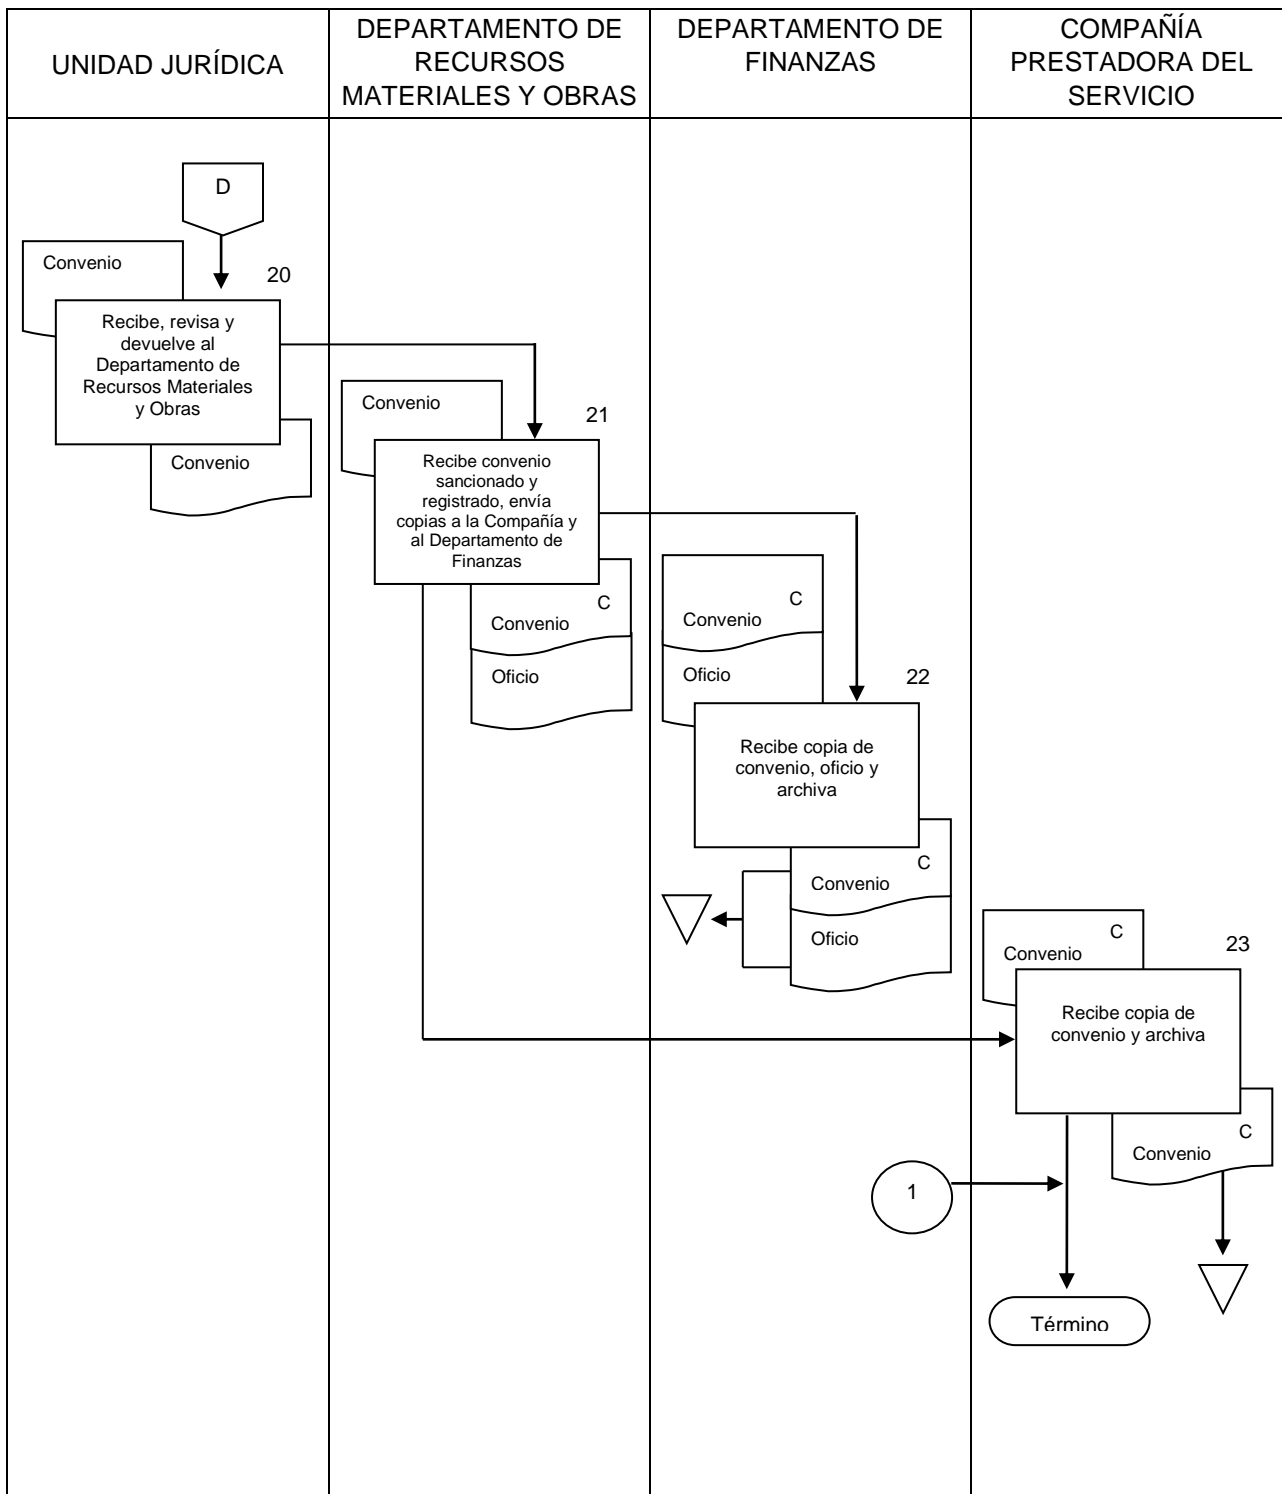 UNIDAD JURÍDICA
DEPARTAMENTO DE
RECURSOS
MATERIALES Y OBRAS
DEPARTAMENTO DE
FINANZAS
COMPAÑÍA
PRESTADORA DEL
SERVICIO
D
Convenio
20
Recibe, revisa y
devuelve al
Departamento de
Recursos Materiales
y Obras
Convenio
Convenio
21
Recibe convenio
sancionado y
registrado, envía
copias a la Compañía y
al Departamento de
Finanzas
C
Convenio
Oficio
C
Convenio
Oficio
22
Recibe copia de
convenio, oficio y
archiva
C
Convenio
Oficio
C
Convenio
23
Recibe copia de
convenio y archiva
C
Convenio
1
Término